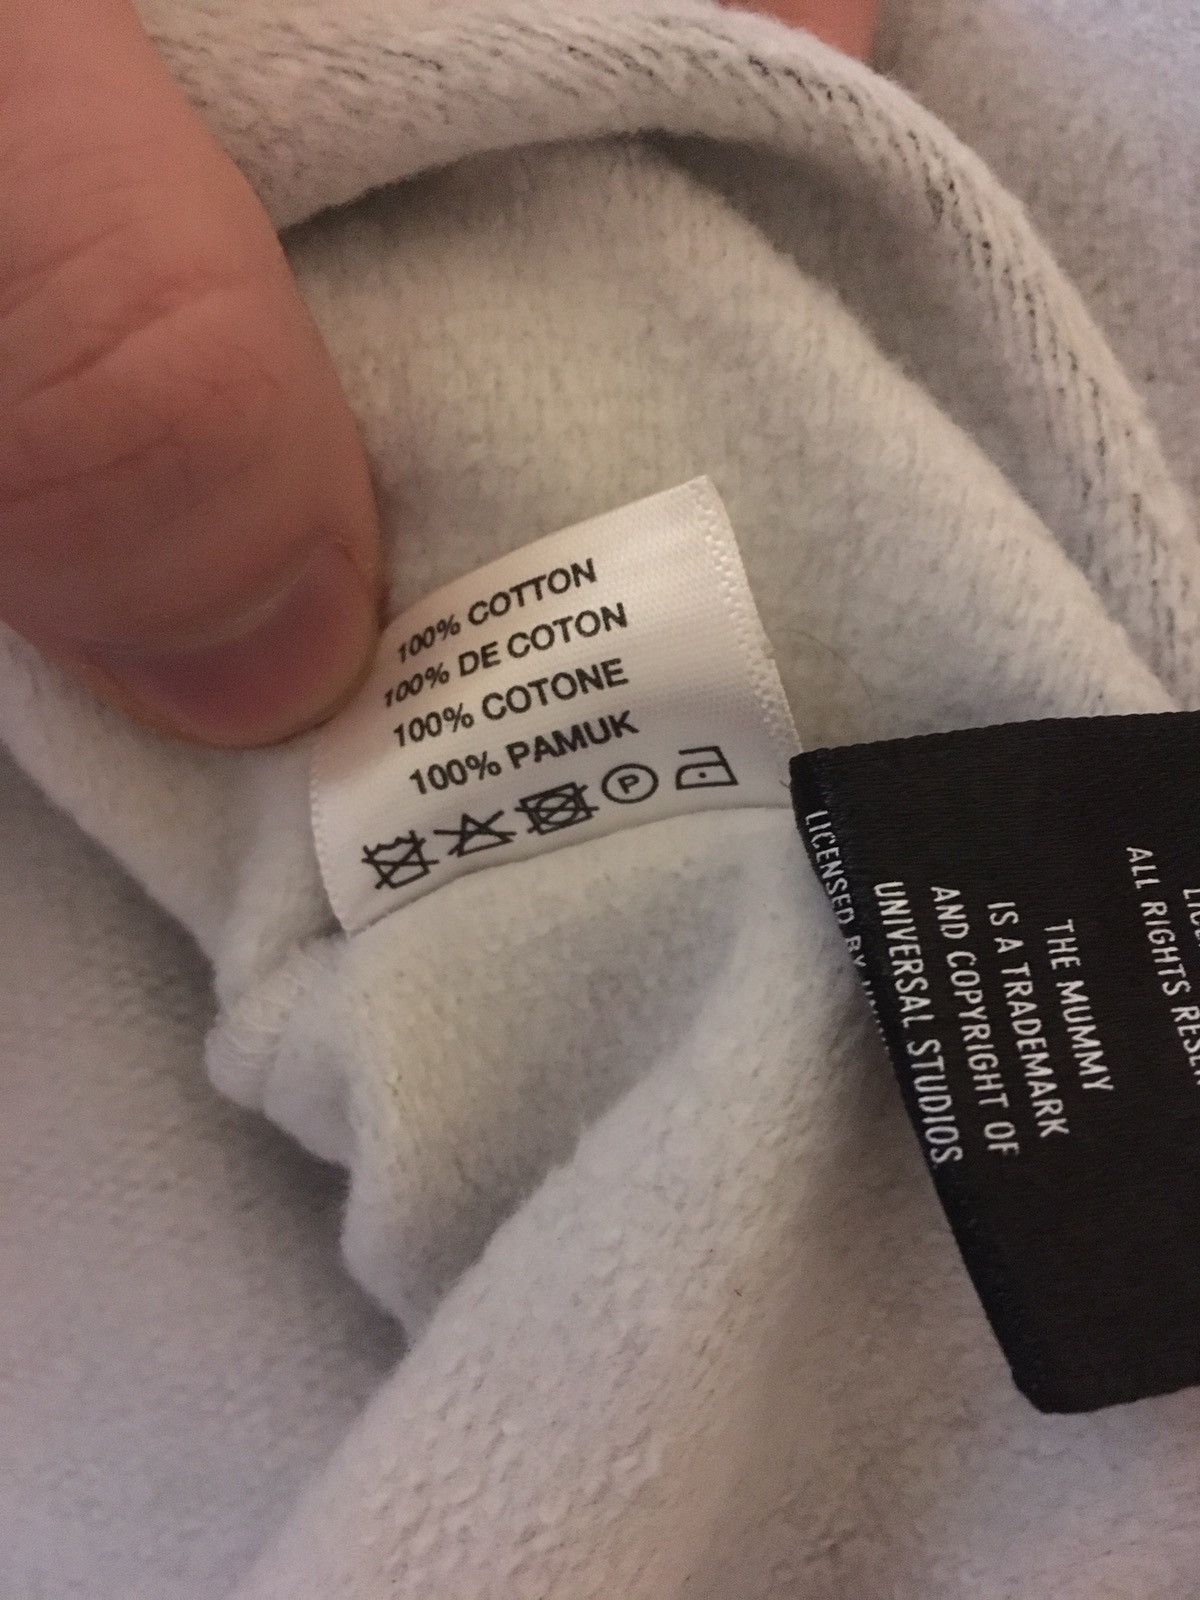 100% COTTON
100% DE COTON
100% COTONE
100% PAMUK
P
ALL RIGHTS
THE MUMMY
IS A TRADEMARK
AND COPYRIGHT OF
UNIVERSAL STUDIOS.
LICENSED BY